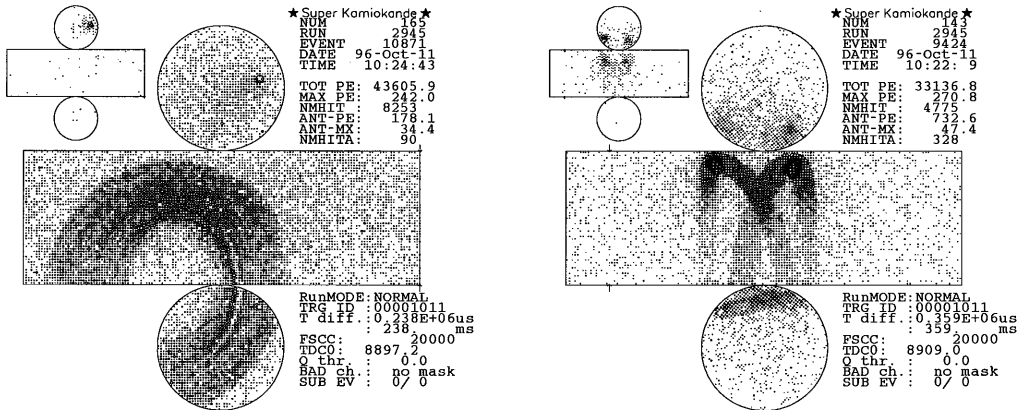 ★ Super Kamiokande ★
NUM 165
RUN 2945
EVENT 10871
DATE 96-Oct-11
TIME 10:24:43
TOT PE: 43605.9
MAX PE: 242.0
NMHIT : 8253
ANT-PE: 178.1
ANT-MX: 34.4
NMHITA: 90
RunMODE:NORMAL
TRG ID :00001011
T diff.:0.238E+06us
: 238. ms
FSCC: 20000
TDC0: 8897.2
Q thr. : 0.0
BAD ch.: no mask
SUB EV : 0/ 0
★ Super Kamiokande ★
NUM 143
RUN 2945
EVENT 9424
DATE 96-Oct-11
TIME 10:22: 9
TOT PE: 33136.8
MAX PE: 270.8
NMHIT : 4775
ANT-PE: 732.6
ANT-MX: 47.4
NMHITA: 328
RunMODE:NORMAL
TRG ID :00001011
T diff.:0.359E+06us
: 359. ms
FSCC: 20000
TDC0: 8909.0
Q thr. : 0.0
BAD ch.: no mask
SUB EV : 0/ 0